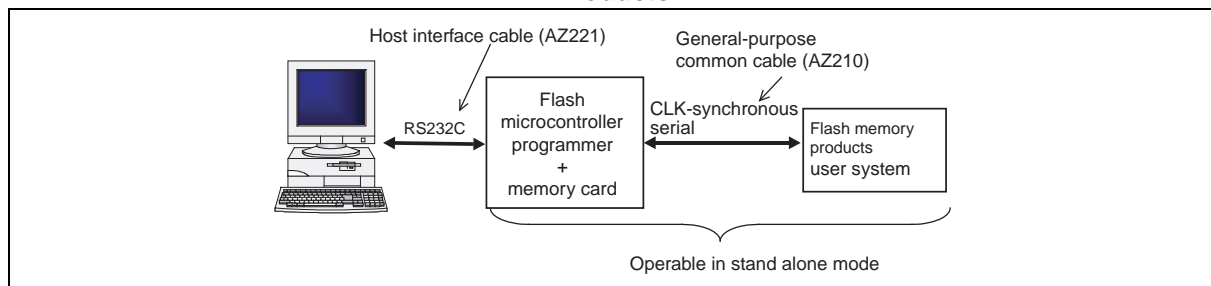 Host interface cable (AZ221)
General-purpose
common cable (AZ210)
RS232C
Flash
microcontroller
programmer
+
memory card
CLK-synchronous
serial
Flash memory
products
user system
Operable in stand alone mode